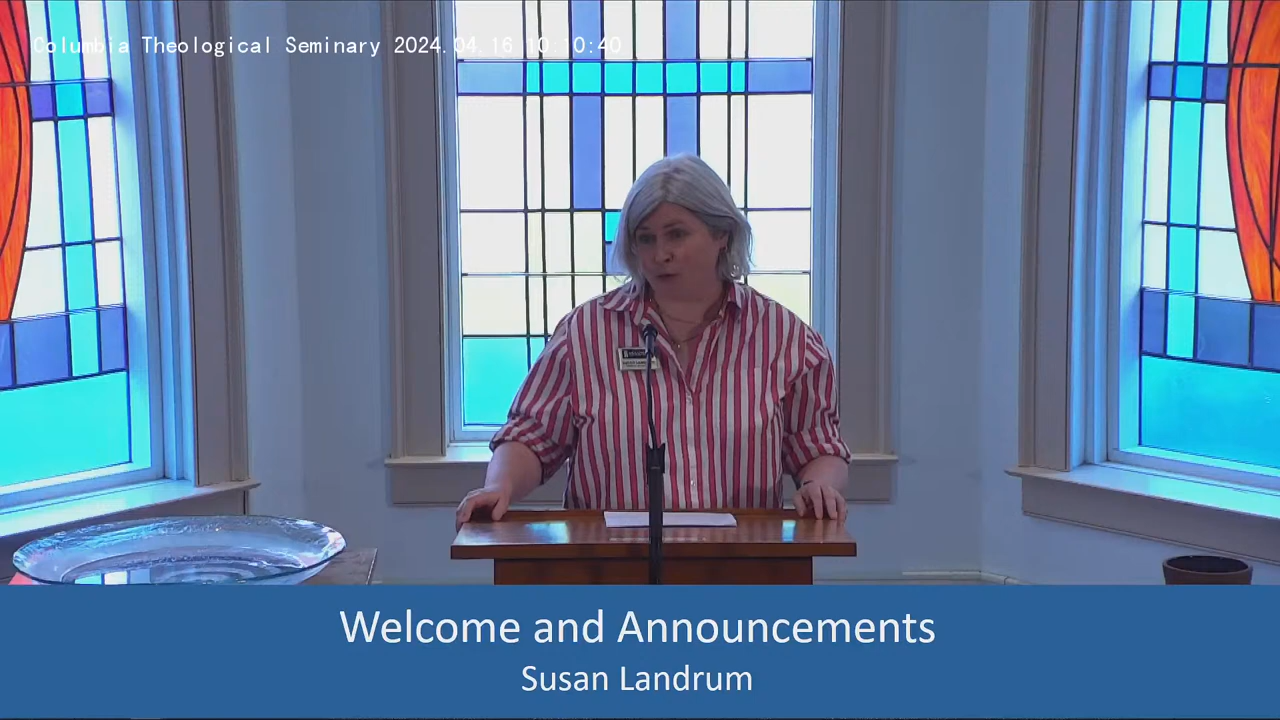 Columbia Theological Seminary 2024.04.16 10:10:40
Welcome and Announcements
Susan Landrum